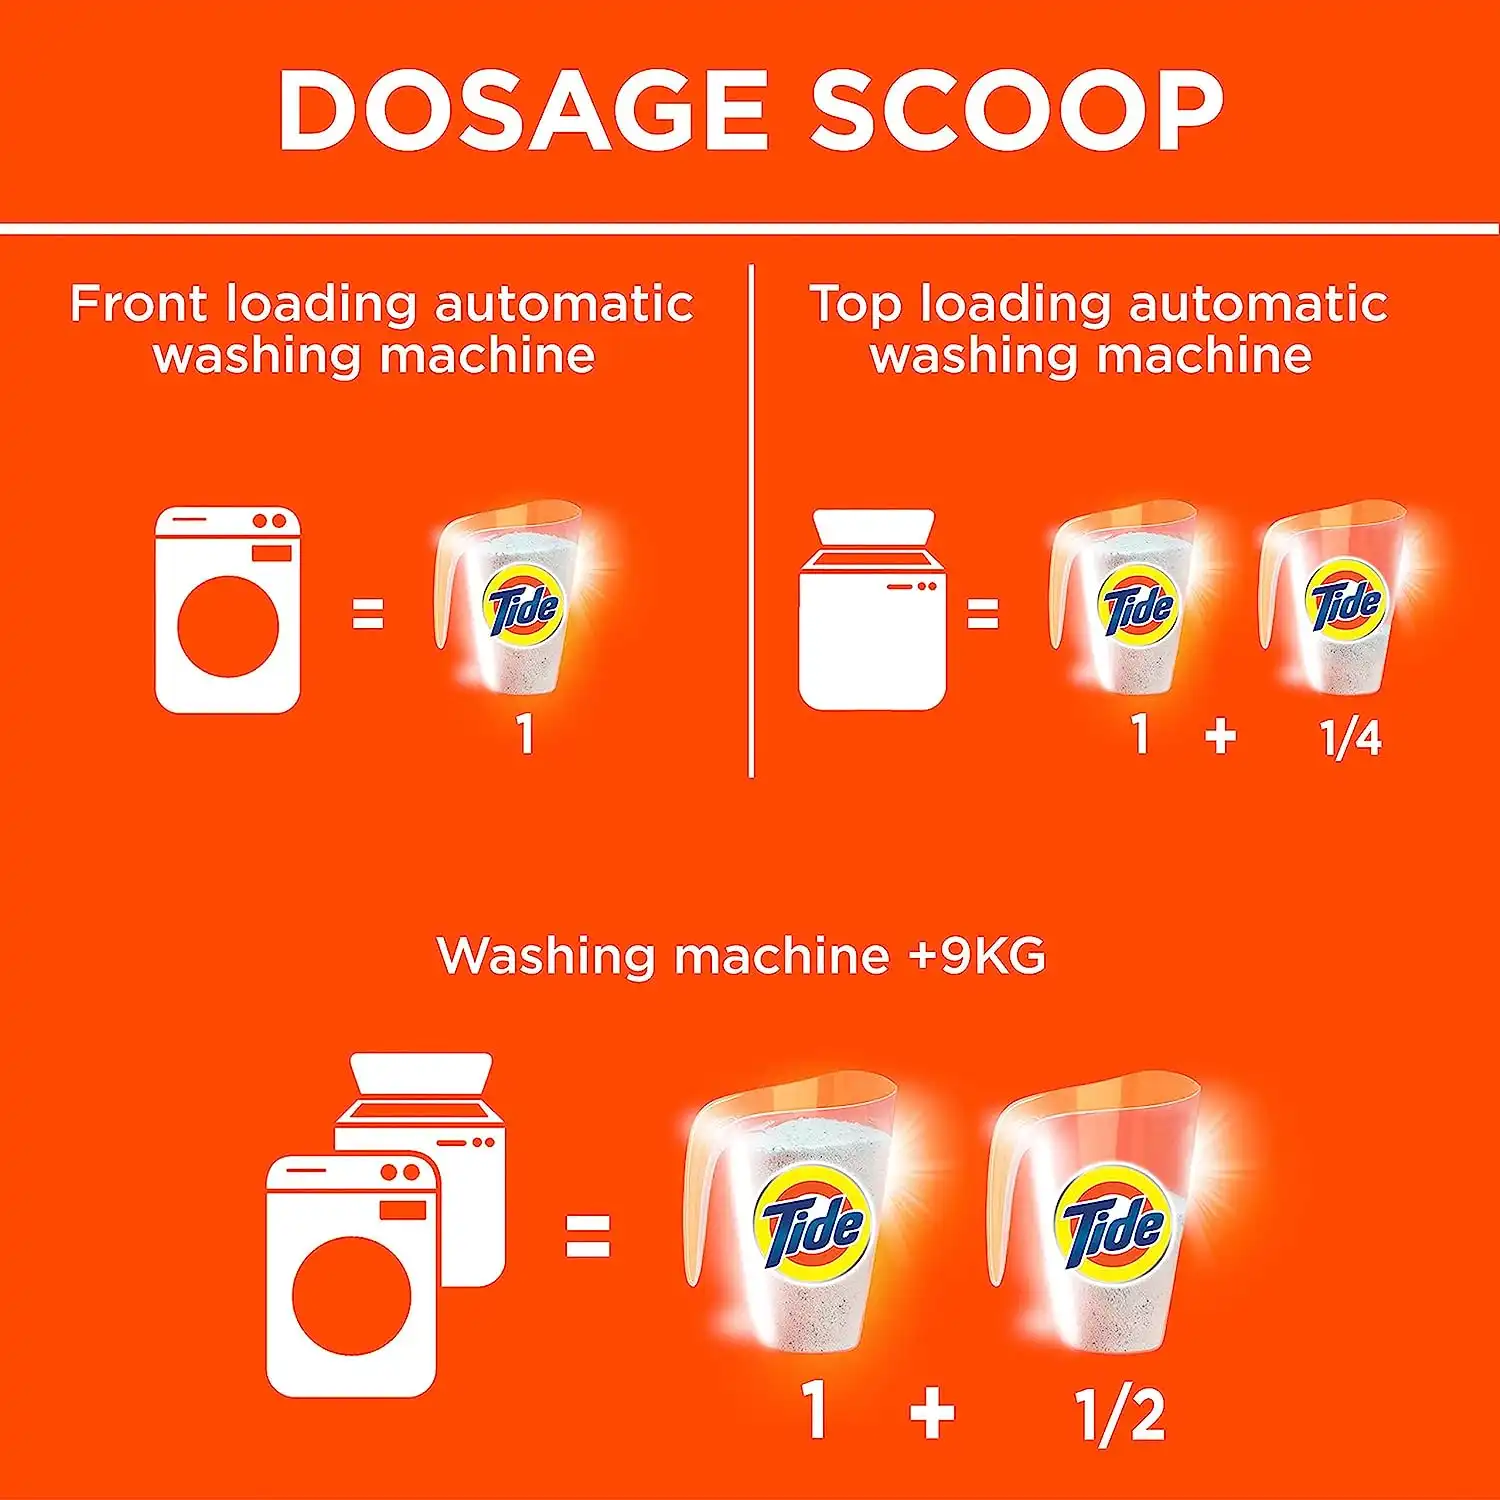 DOSAGE SCOOP
Front loading automatic
washing machine
Top loading automatic
washing machine
=
Tide
1
=
Tide
Tide
1 + 1/4
Washing machine +9KG
=
Tide
Tide
1 + 1/2